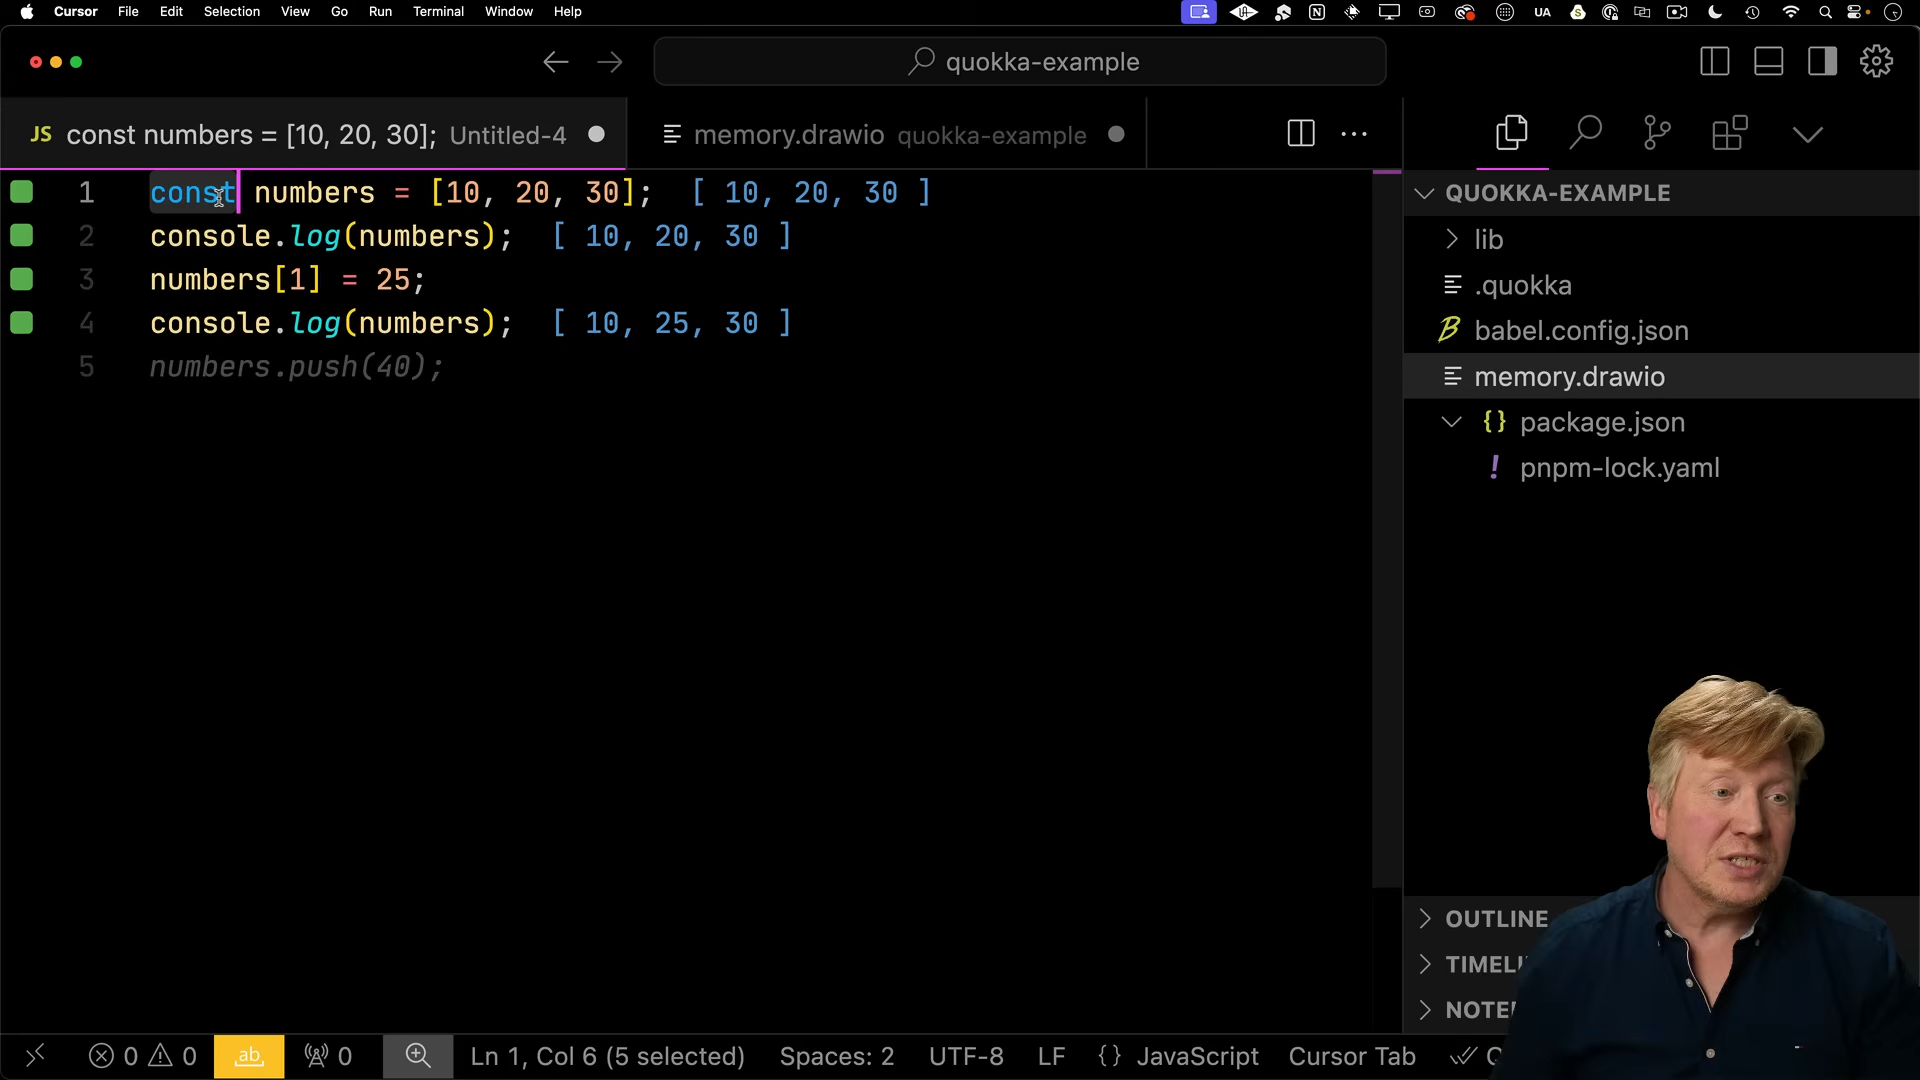 Cursor File Edit Selection View Go Run Terminal Window Help UA
quokka-example
JS const numbers = [10, 20, 30]; Untitled-4
memory.drawio quokka-example
1 const numbers = [10, 20, 30]; [ 10, 20, 30 ]
2 console.log(numbers); [ 10, 20, 30 ]
3 numbers[1] = 25;
4 console.log(numbers); [ 10, 25, 30 ]
5 numbers.push(40);
QUOKKA-EXAMPLE
lib
.quokka
babel.config.json
memory.drawio
{} package.json
! pnpm-lock.yaml
OUTLINE
0 0 ab 0 Ln 1, Col 6 (5 selected) Spaces: 2 UTF-8 LF {} JavaScript Cursor Tab